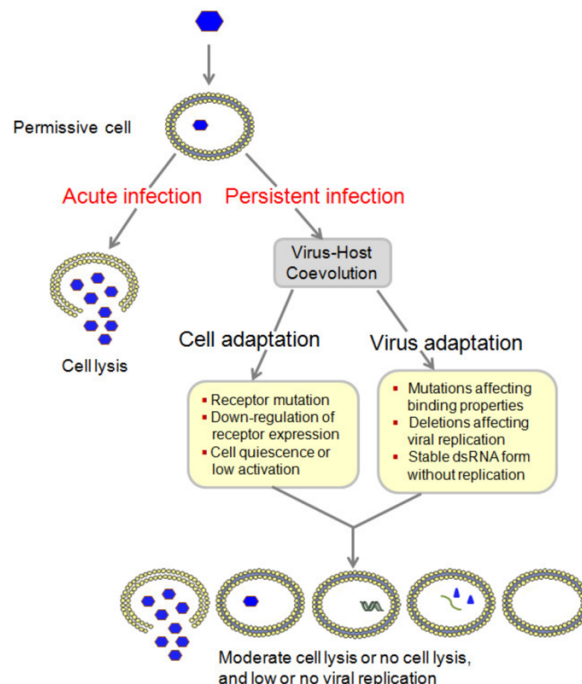 Permissive cell
Acute infection
Persistent infection
Virus-Host
Coevolution
Cell lysis
Cell adaptation
Virus adaptation
▪ Receptor mutation
▪ Down-regulation of
receptor expression
▪ Cell quiescence or
low activation
▪ Mutations affecting
binding properties
▪ Deletions affecting
viral replication
▪ Stable dsRNA form
without replication
Moderate cell lysis or no cell lysis,
and low or no viral replication